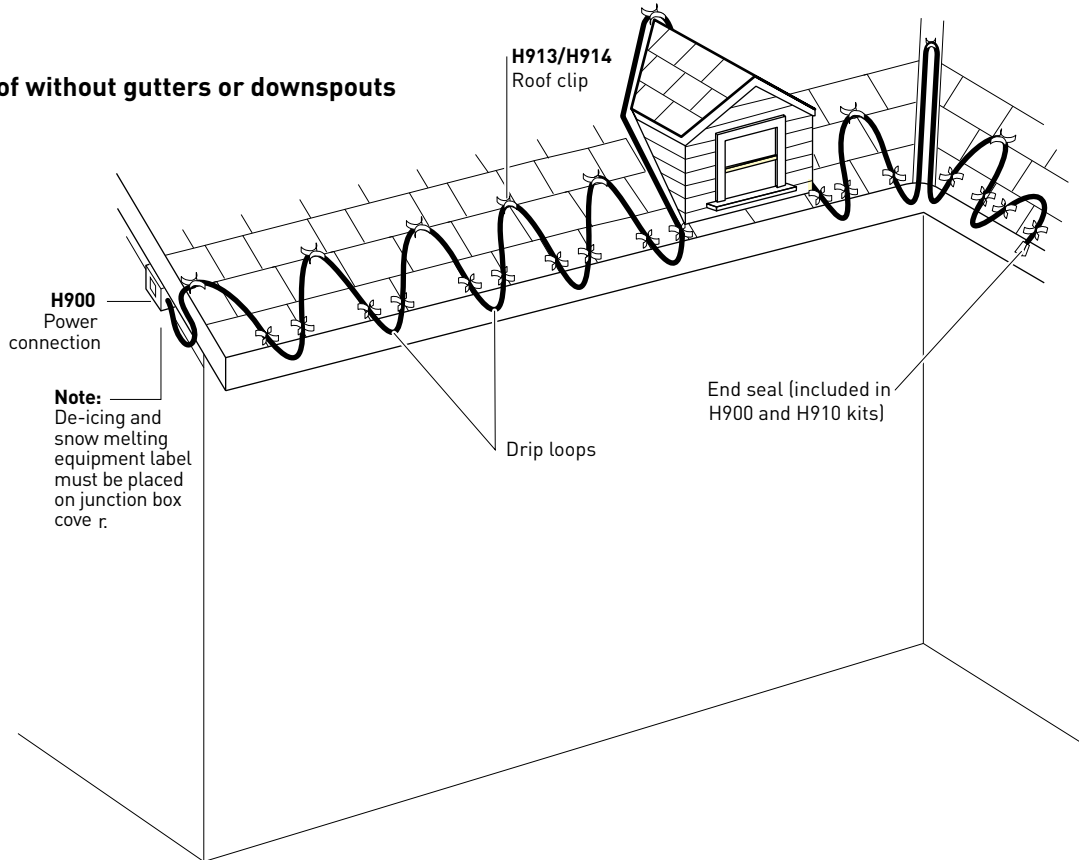 of without gutters or downspouts
H913/H914
Roof clip
H900
Power
connection
Note:
De-icing and
snow melting
equipment label
must be placed
on junction box
cove r.
Drip loops
End seal (included in
H900 and H910 kits)